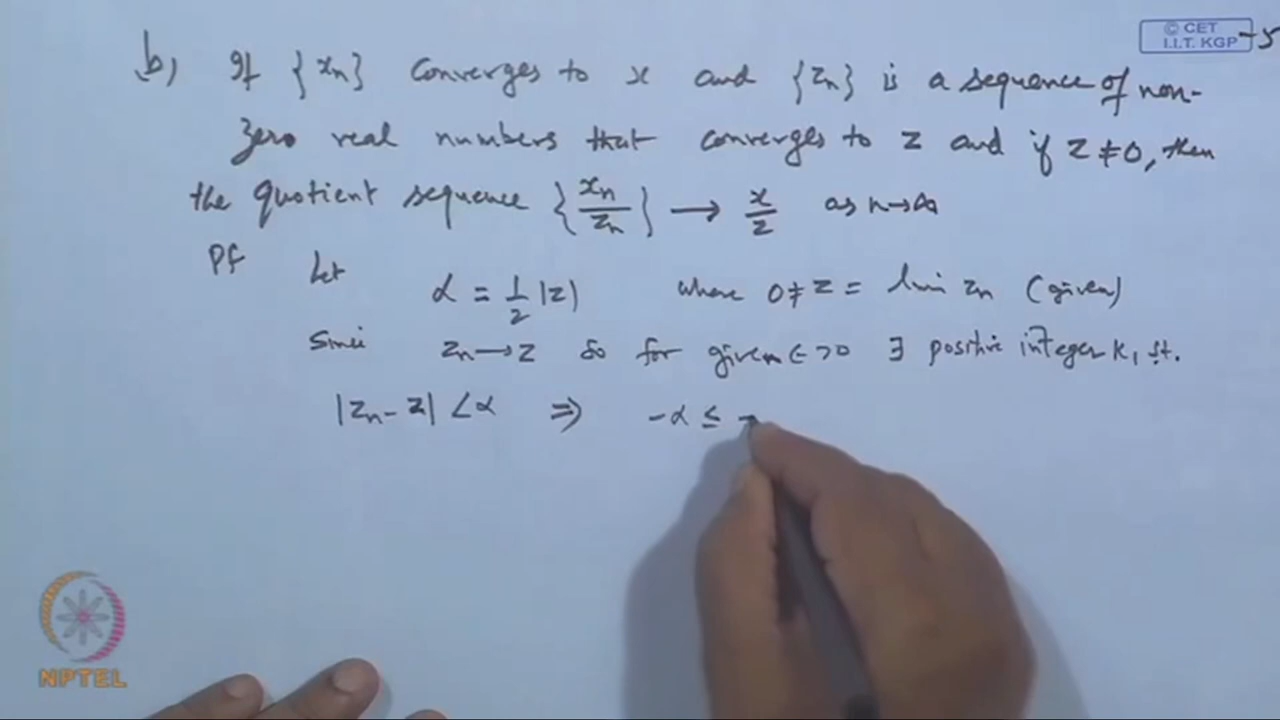 © CET
I.I.T. KGP -5
b) If {xn} converges to x and {zn} is a sequence of non-
zero real numbers that converges to z and if z ≠ 0, then
the quotient sequence {xn/zn} → x/z as n→∞
Pf Let α = 1/2 |z| where 0 ≠ z = lim zn (given)
Since zn → z so for given ε>0 ∃ positive integer K1 s.t.
|zn - z| < α ⇒ -α ≤ -
NPTEL